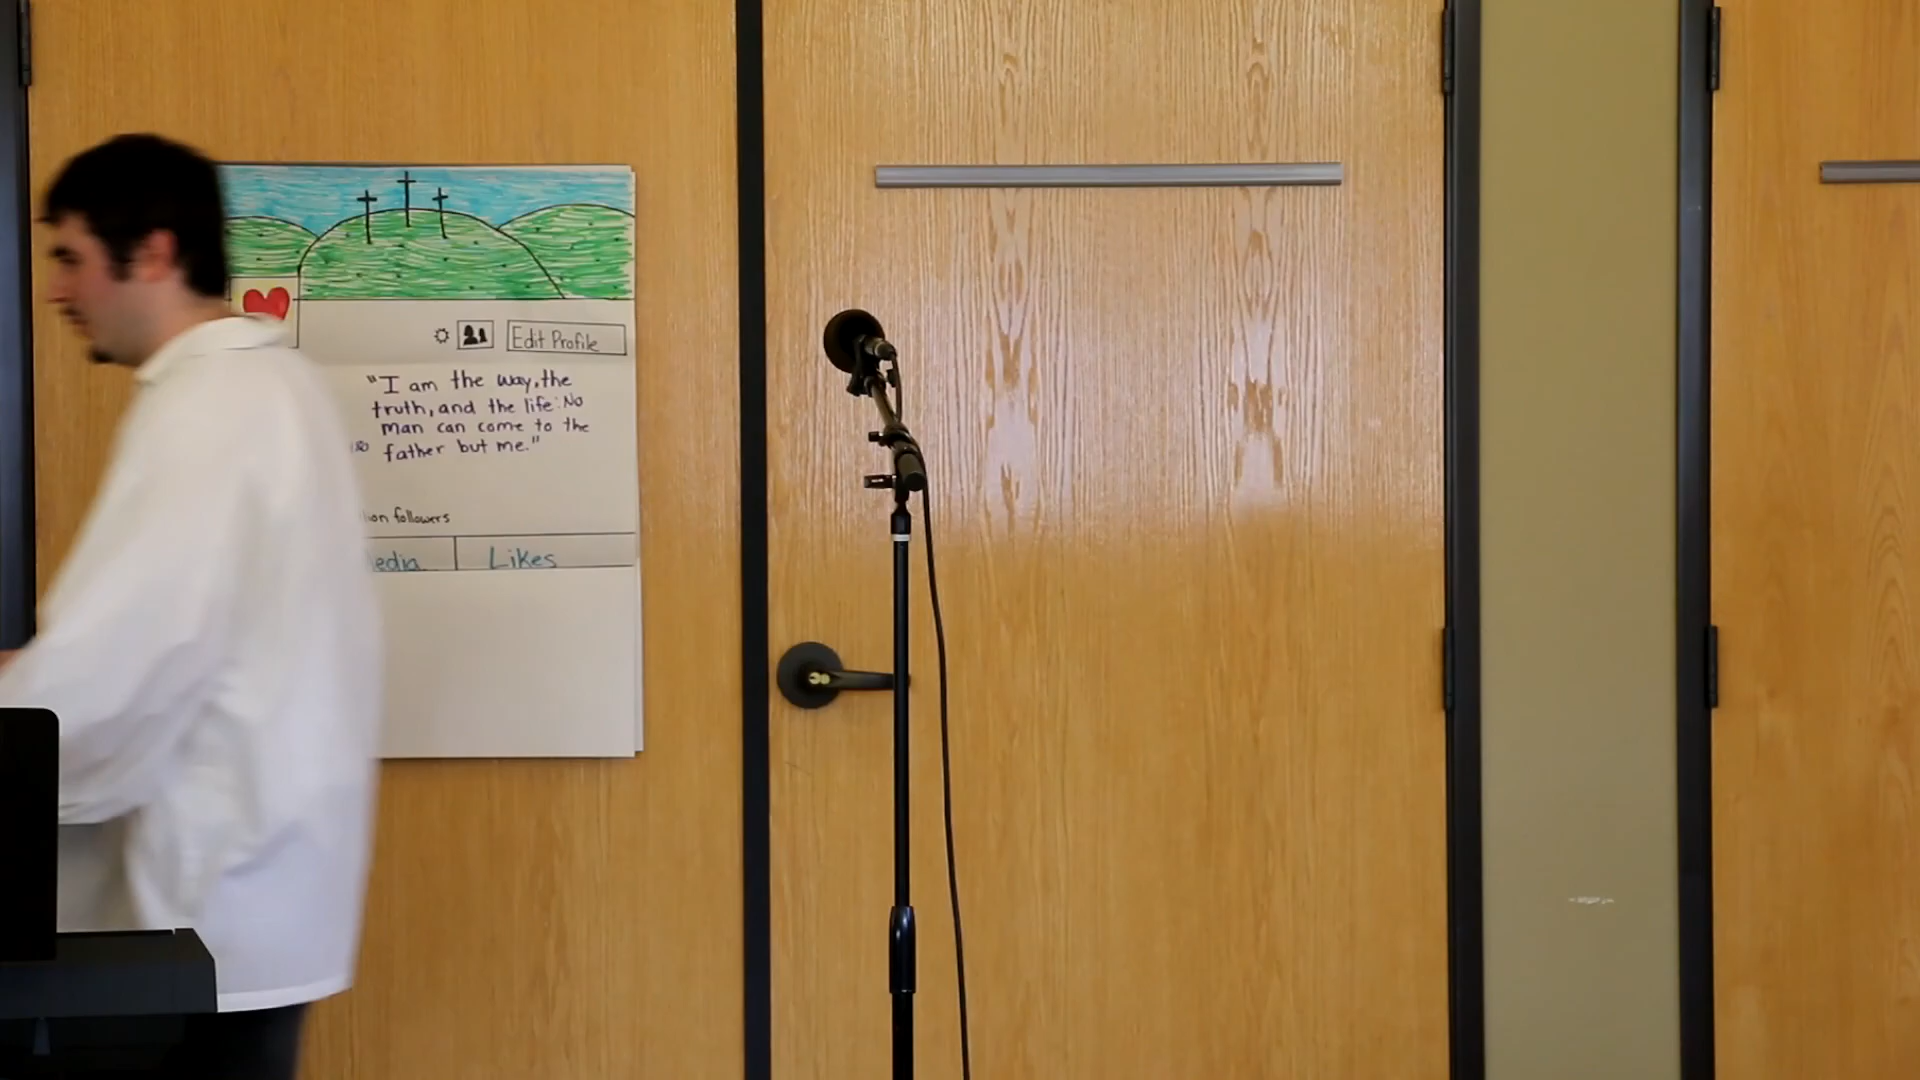 Edit Profile
"I am the way, the
truth, and the life: No
man can come to the
father but me."
followers
Likes